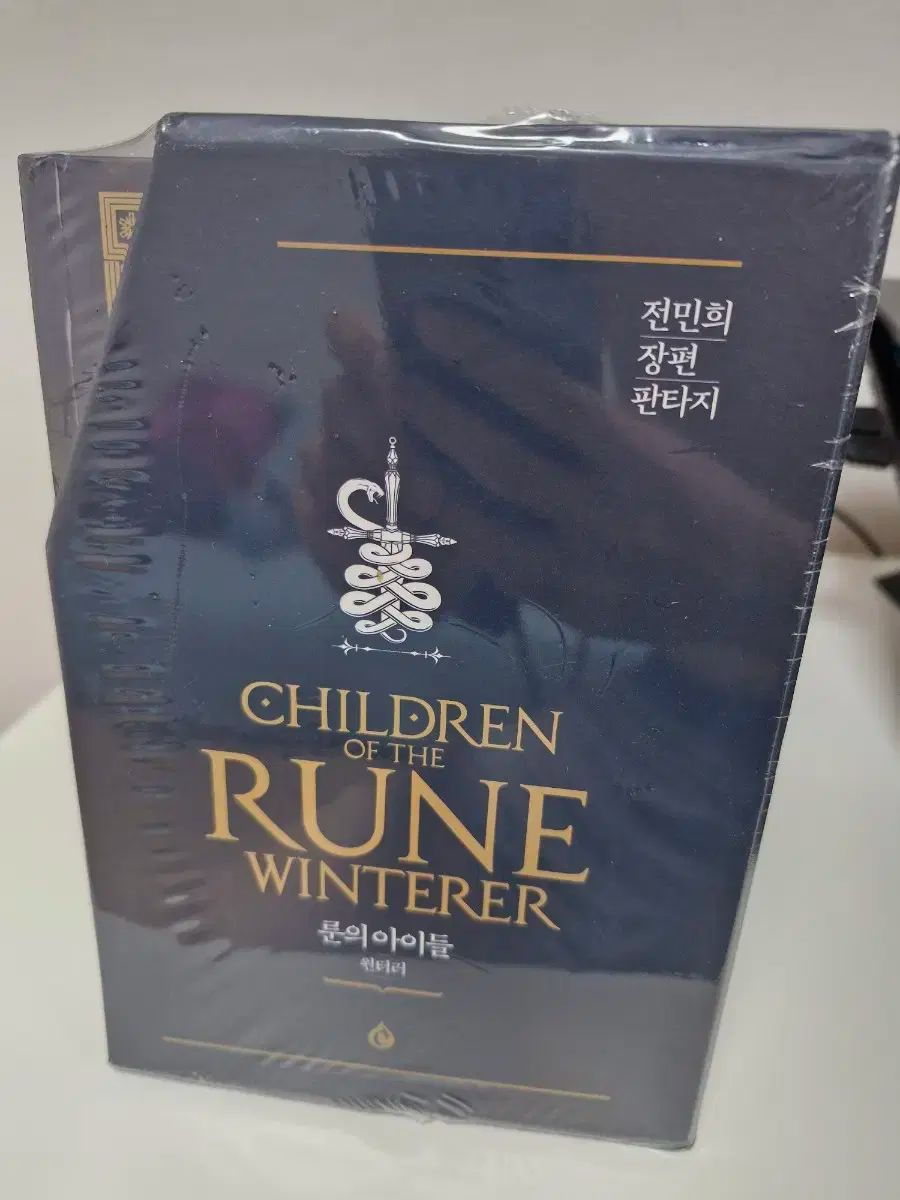 전민희
장편
판타지
CHILDREN
OF THE
RUNE
WINTERER
룬의 아이들
윈터러